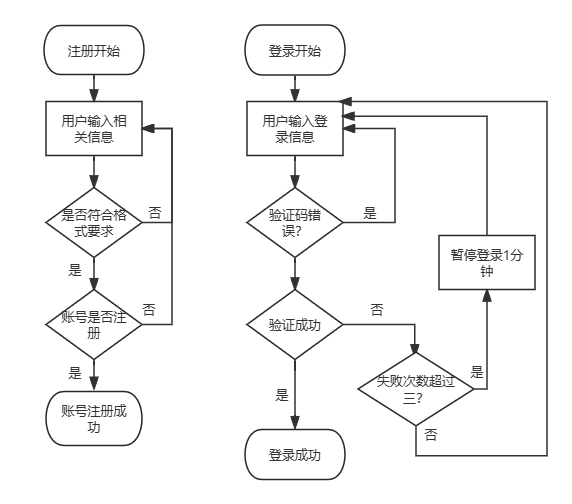 注册开始
用户输入相
关信息
是否符合格
式要求
否
是
账号是否注
册
否
是
账号注册成
功
登录开始
用户输入登
录信息
验证码错
误?
是
验证成功
否
是
登录成功
失败次数超过
三?
是
否
暂停登录1分
钟